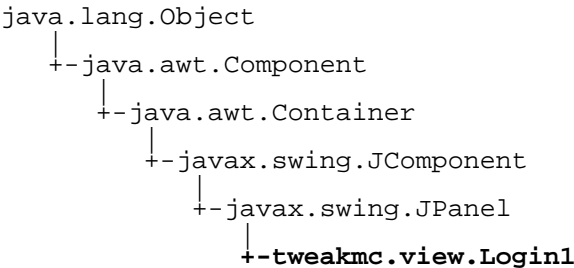 java.lang.Object
|
+-java.awt.Component
|
+-java.awt.Container
|
+-javax.swing.JComponent
|
+-javax.swing.JPanel
|
+-tweakmc.view.Login1